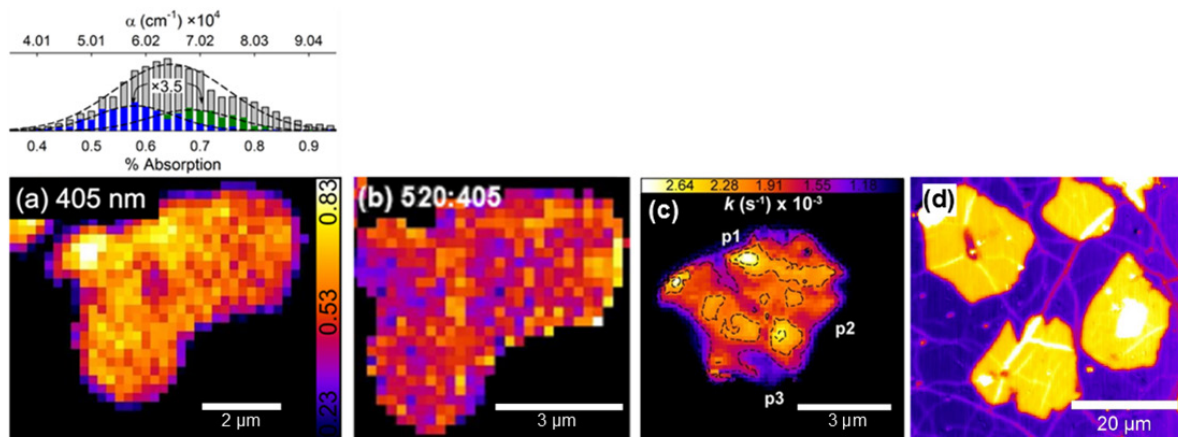 α (cm⁻¹) ×10⁴
4.01 5.01 6.02 7.02 8.03 9.04
×3.5
0.4 0.5 0.6 0.7 0.8 0.9
% Absorption
(a) 405 nm
0.83
0.53
0.23
2 µm
(b) 520:405
3 µm
2.64 2.28 1.91 1.55 1.18
(c)
k (s⁻¹) x 10⁻³
p1
p2
p3
3 µm
(d)
20 µm